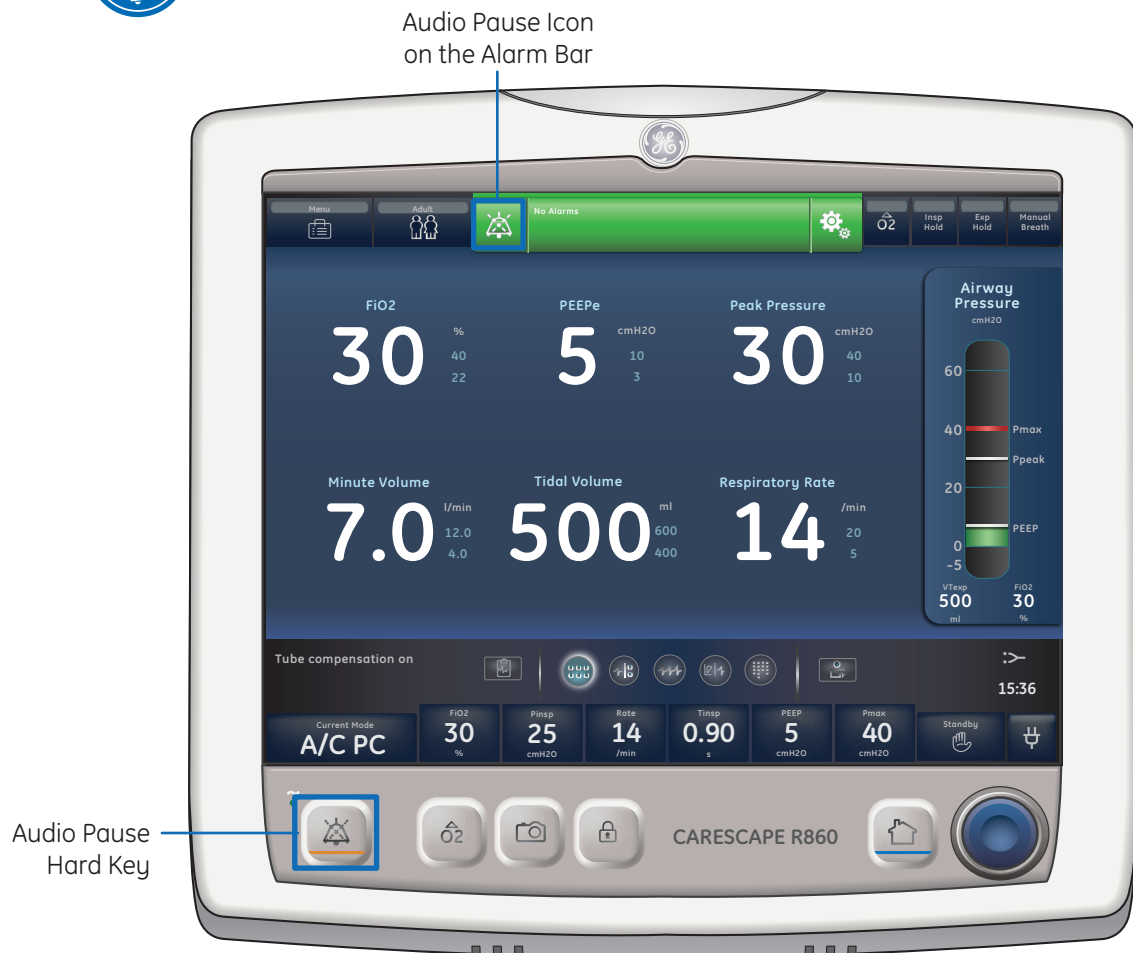 Audio Pause Icon
on the Alarm Bar
GE
Menu
Adult
No Alarms
O2
Insp
Hold
Exp
Hold
Manual
Breath
FiO2
30
%
40
22
PEEPe
5
cmH2O
10
3
Peak Pressure
30
cmH2O
40
10
Airway
Pressure
cmH2O
60
40
20
0
-5
Pmax
Ppeak
PEEP
VTexp
500
ml
FiO2
30
%
Minute Volume
7.0
l/min
12.0
4.0
Tidal Volume
500
ml
600
400
Respiratory Rate
14
/min
20
5
Tube compensation on
15:36
Current Mode
A/C PC
FiO2
30
%
Pinsp
25
cmH2O
Rate
14
/min
Tinsp
0.90
s
PEEP
5
cmH2O
Pmax
40
cmH2O
Standby
Audio Pause
Hard Key
O2
CARESCAPE R860